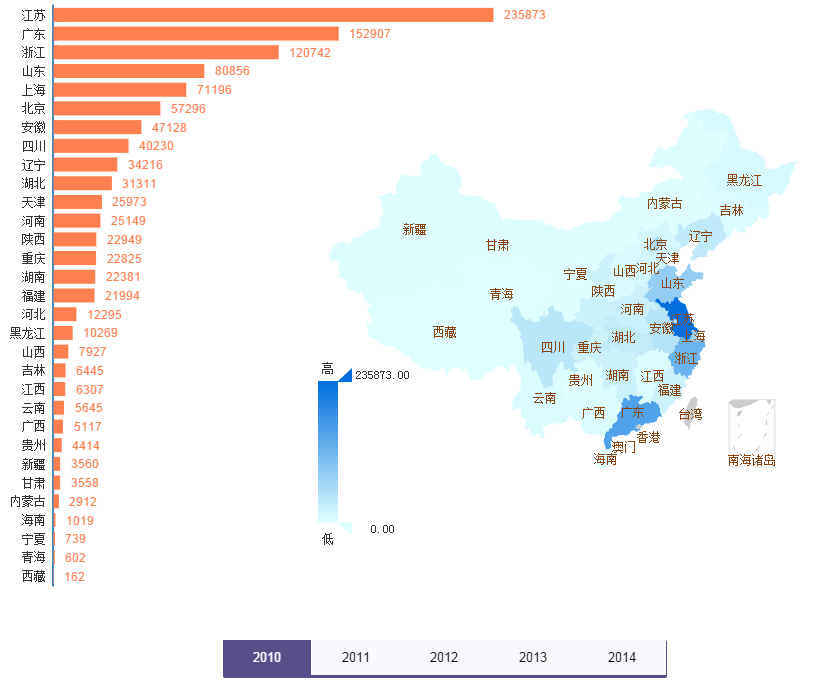 江苏 235873
广东 152907
浙江 120742
山东 80856
上海 71196
北京 57296
安徽 47128
四川 40230
辽宁 34216
湖北 31311
天津 25973
河南 25149
陕西 22949
重庆 22825
湖南 22381
福建 21994
河北 12295
黑龙江 10269
山西 7927
吉林 6445
江西 6307
云南 5645
广西 5117
贵州 4414
新疆 3560
甘肃 3558
内蒙古 2912
海南 1019
宁夏 739
青海 602
西藏 162
黑龙江
内蒙古
吉林
新疆
辽宁
甘肃
北京
天津
宁夏
山西
河北
山东
陕西
青海
河南
江苏
西藏
安徽
上海
四川
重庆
湖北
浙江
贵州
湖南
江西
福建
云南
广西
广东
台湾
香港
澳门
海南
南海诸岛
高
235873.00
0.00
低
2010 2011 2012 2013 2014